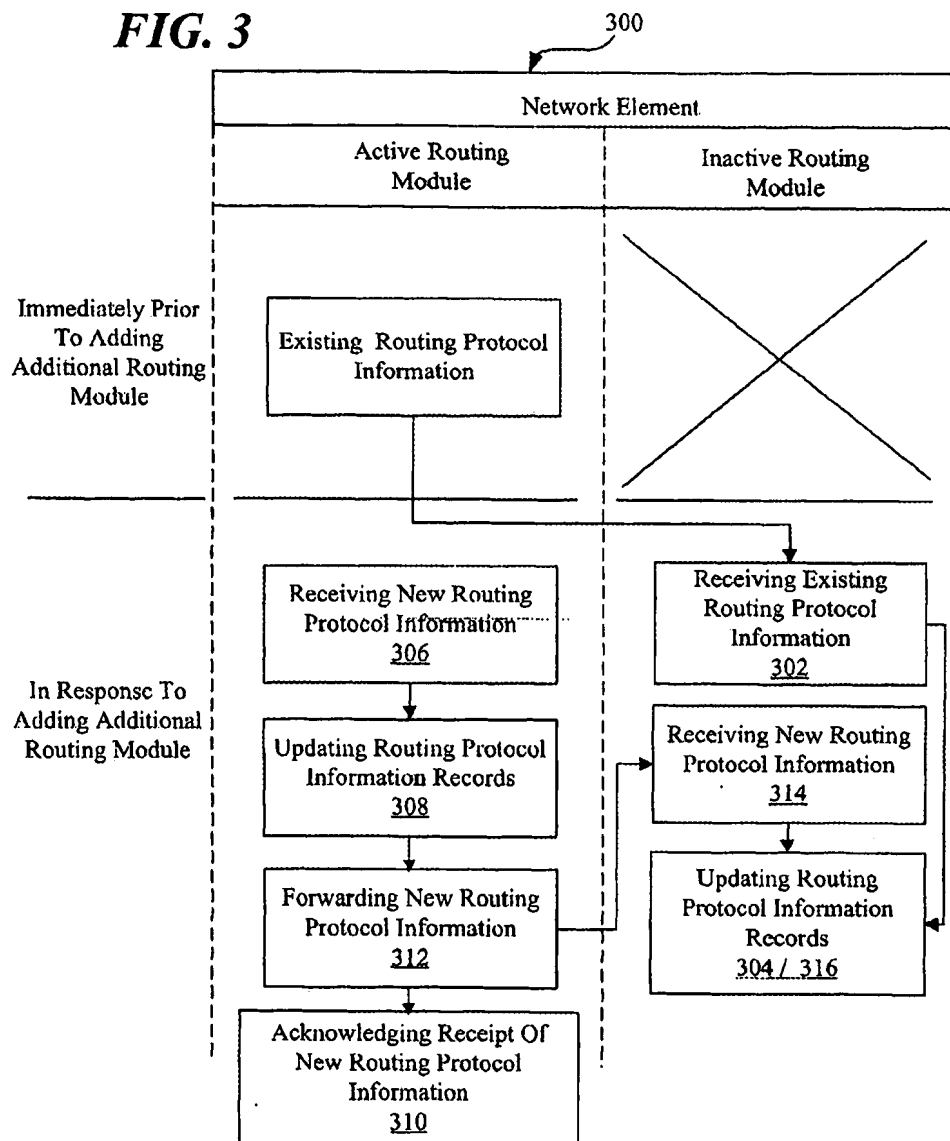 FIG. 3
300
Network Element
Active Routing
Module
Inactive Routing
Module
Immediately Prior
To Adding
Additional Routing
Module
Existing Routing Protocol
Information
In Response To
Adding Additional
Routing Module
Receiving New Routing
Protocol Information
306
Receiving Existing
Routing Protocol
Information
302
Updating Routing Protocol
Information Records
308
Receiving New Routing
Protocol Information
314
Forwarding New Routing
Protocol Information
312
Updating Routing
Protocol Information
Records
304 / 316
Acknowledging Receipt Of
New Routing Protocol
Information
310